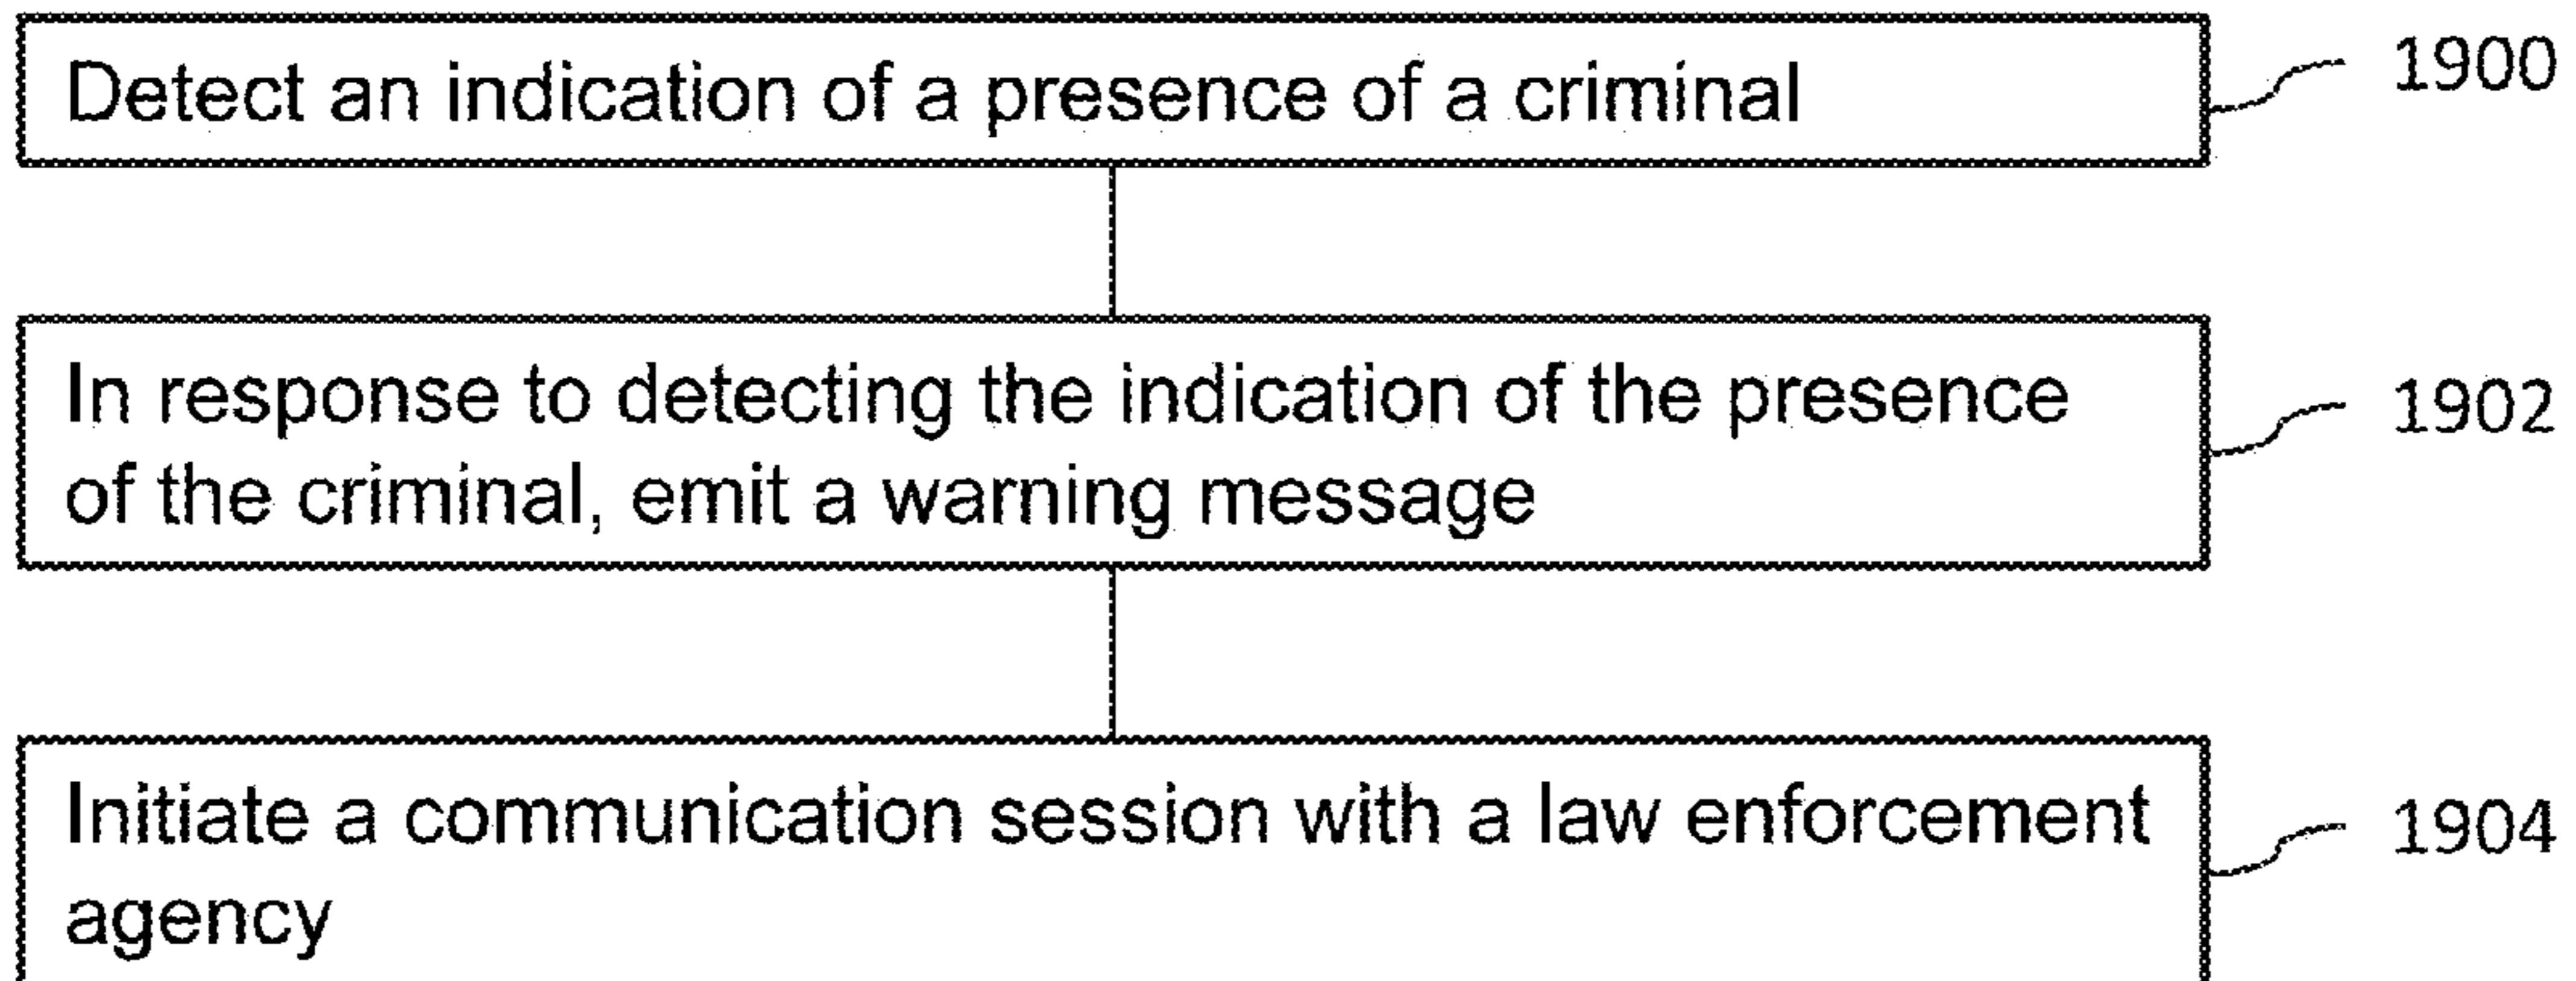 Detect an indication of a presence of a criminal
1900
In response to detecting the indication of the presence
of the criminal, emit a warning message
1902
Initiate a communication session with a law enforcement
agency
1904